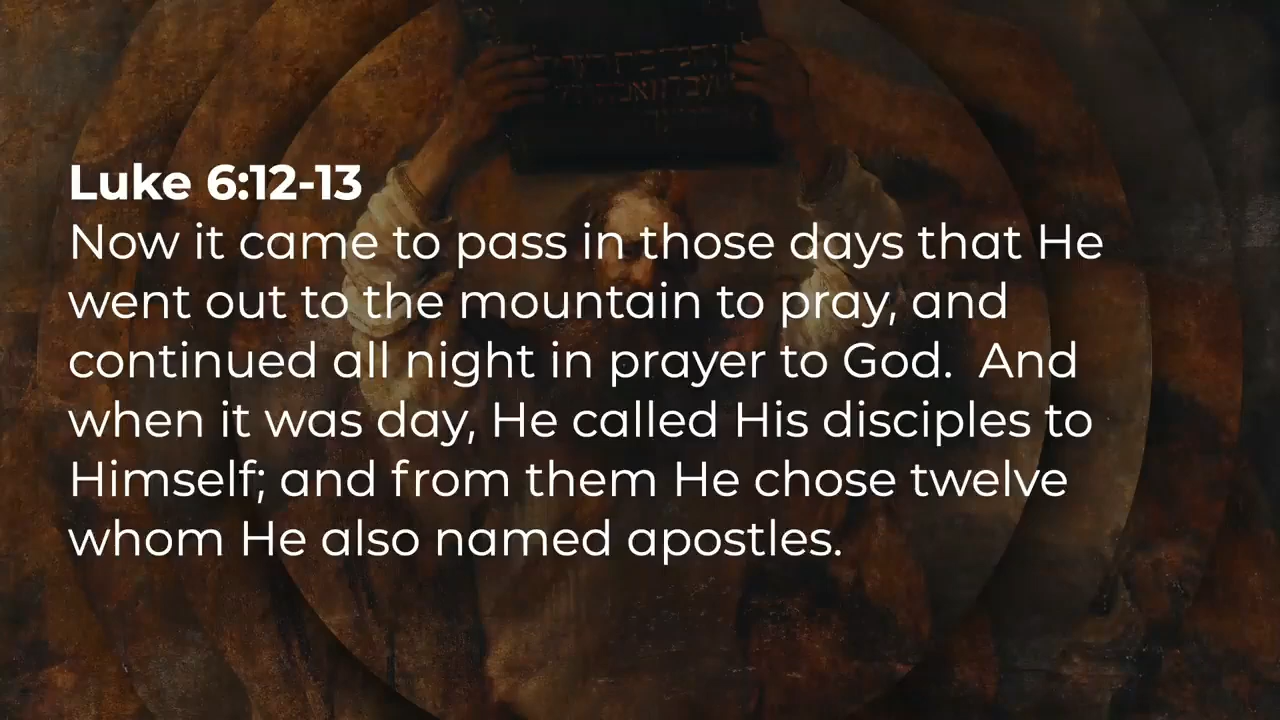 Luke 6:12-13
Now it came to pass in those days that He
went out to the mountain to pray, and
continued all night in prayer to God.  And
when it was day, He called His disciples to
Himself; and from them He chose twelve
whom He also named apostles.